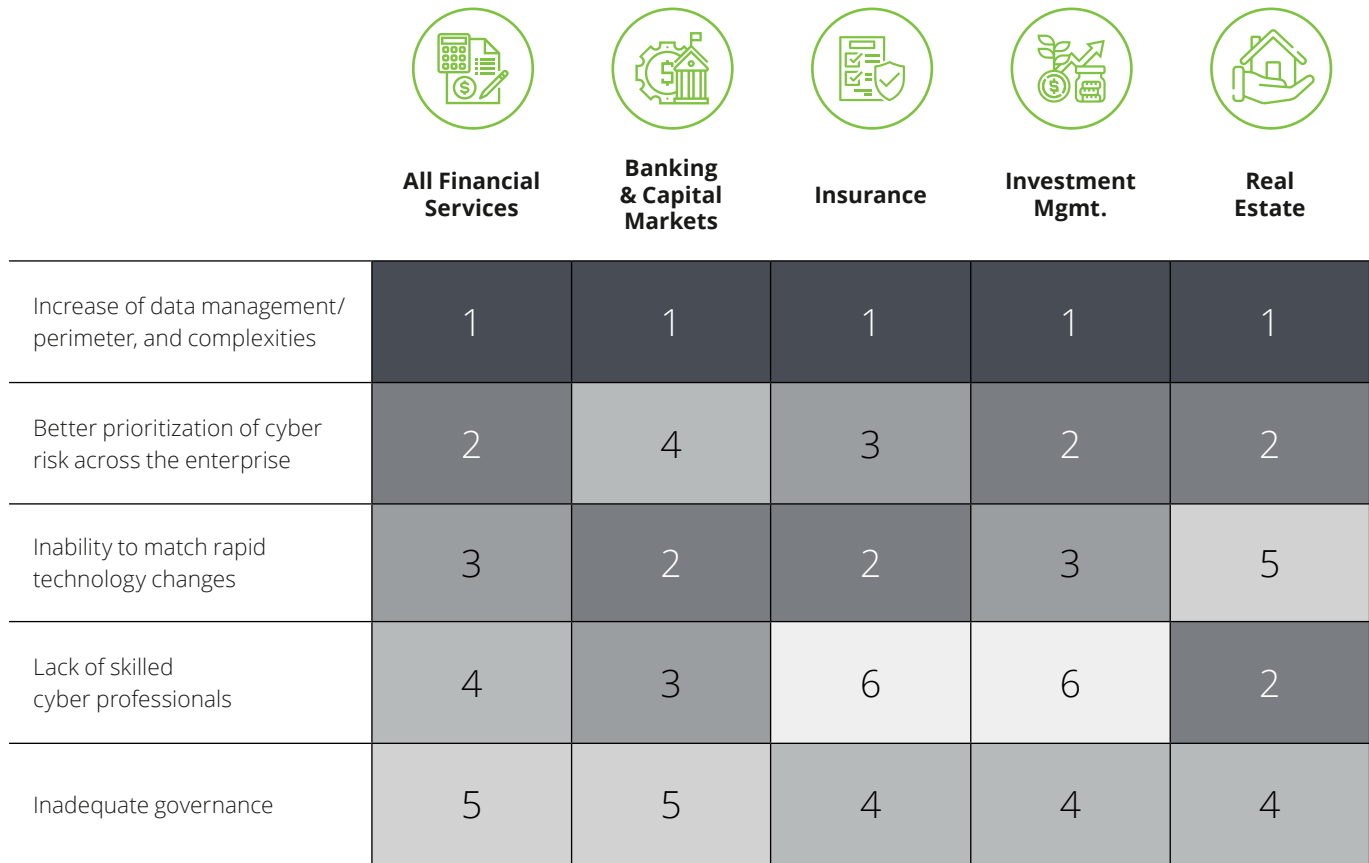 All Financial
Services
Banking
& Capital
Markets
Insurance
Investment
Mgmt.
Real
Estate
Increase of data management/
perimeter, and complexities
1 1 1 1 1
Better prioritization of cyber
risk across the enterprise
2 4 3 2 2
Inability to match rapid
technology changes
3 2 2 3 5
Lack of skilled
cyber professionals
4 3 6 6 2
Inadequate governance
5 5 4 4 4